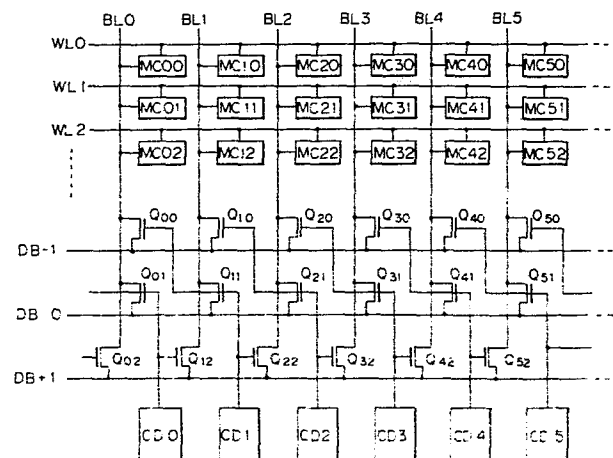 BL0 BL1 BL2 BL3 BL4 BL5
WL0
MC00 MC10 MC20 MC30 MC40 MC50
WL1
MC01 MC11 MC21 MC31 MC41 MC51
WL2
MC02 MC12 MC22 MC32 MC42 MC52
Q00 Q10 Q20 Q30 Q40 Q50
DB-1
Q01 Q11 Q21 Q31 Q41 Q51
DB-0
Q02 Q12 Q22 Q32 Q42 Q52
DB+1
CD0 CD1 CD2 CD3 CD4 CD5